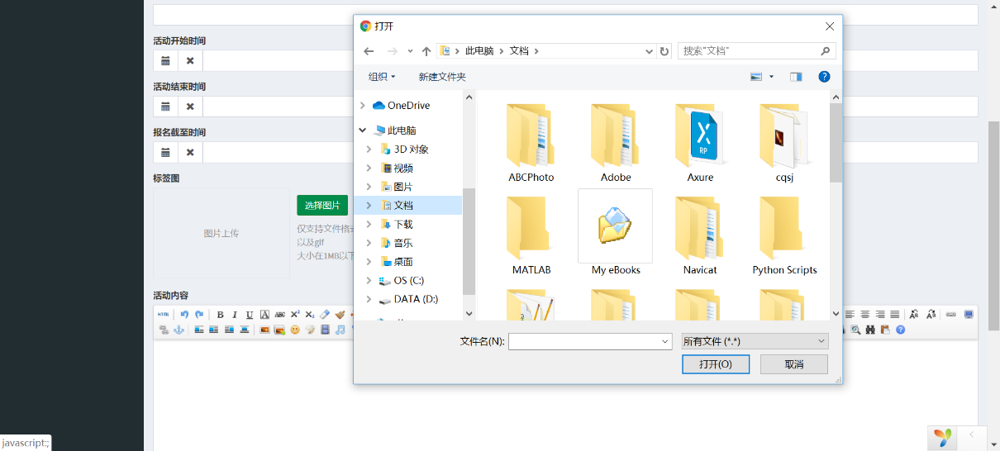 打开
此电脑
文档
搜索"文档"
组织
新建文件夹
OneDrive
此电脑
3D 对象
视频
图片
文档
下载
音乐
桌面
OS (C:)
DATA (D:)
ABCPhoto
Adobe
Axure
cqsj
RP
MATLAB
My eBooks
Navicat
Python Scripts
文件名(N):
所有文件 (*.*)
打开(O)
取消
活动开始时间
活动结束时间
报名截至时间
标签图
图片上传
选择图片
仅支持文件格式
以及gif
大小在1MB以下
活动内容
HTML
B I U A ABC X² X₂
javascript:;